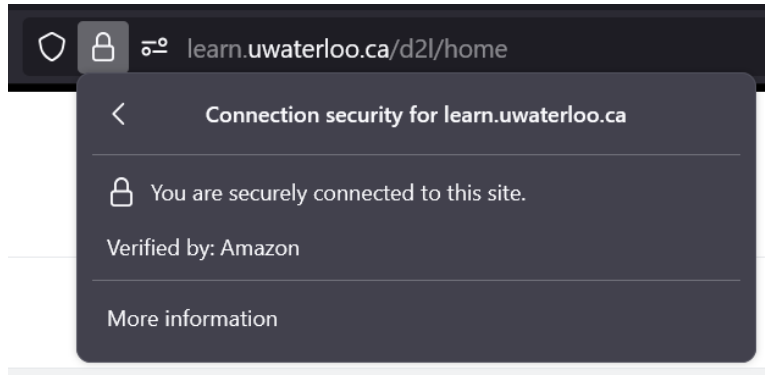 learn.uwaterloo.ca/d2l/home
Connection security for learn.uwaterloo.ca
You are securely connected to this site.
Verified by: Amazon
More information